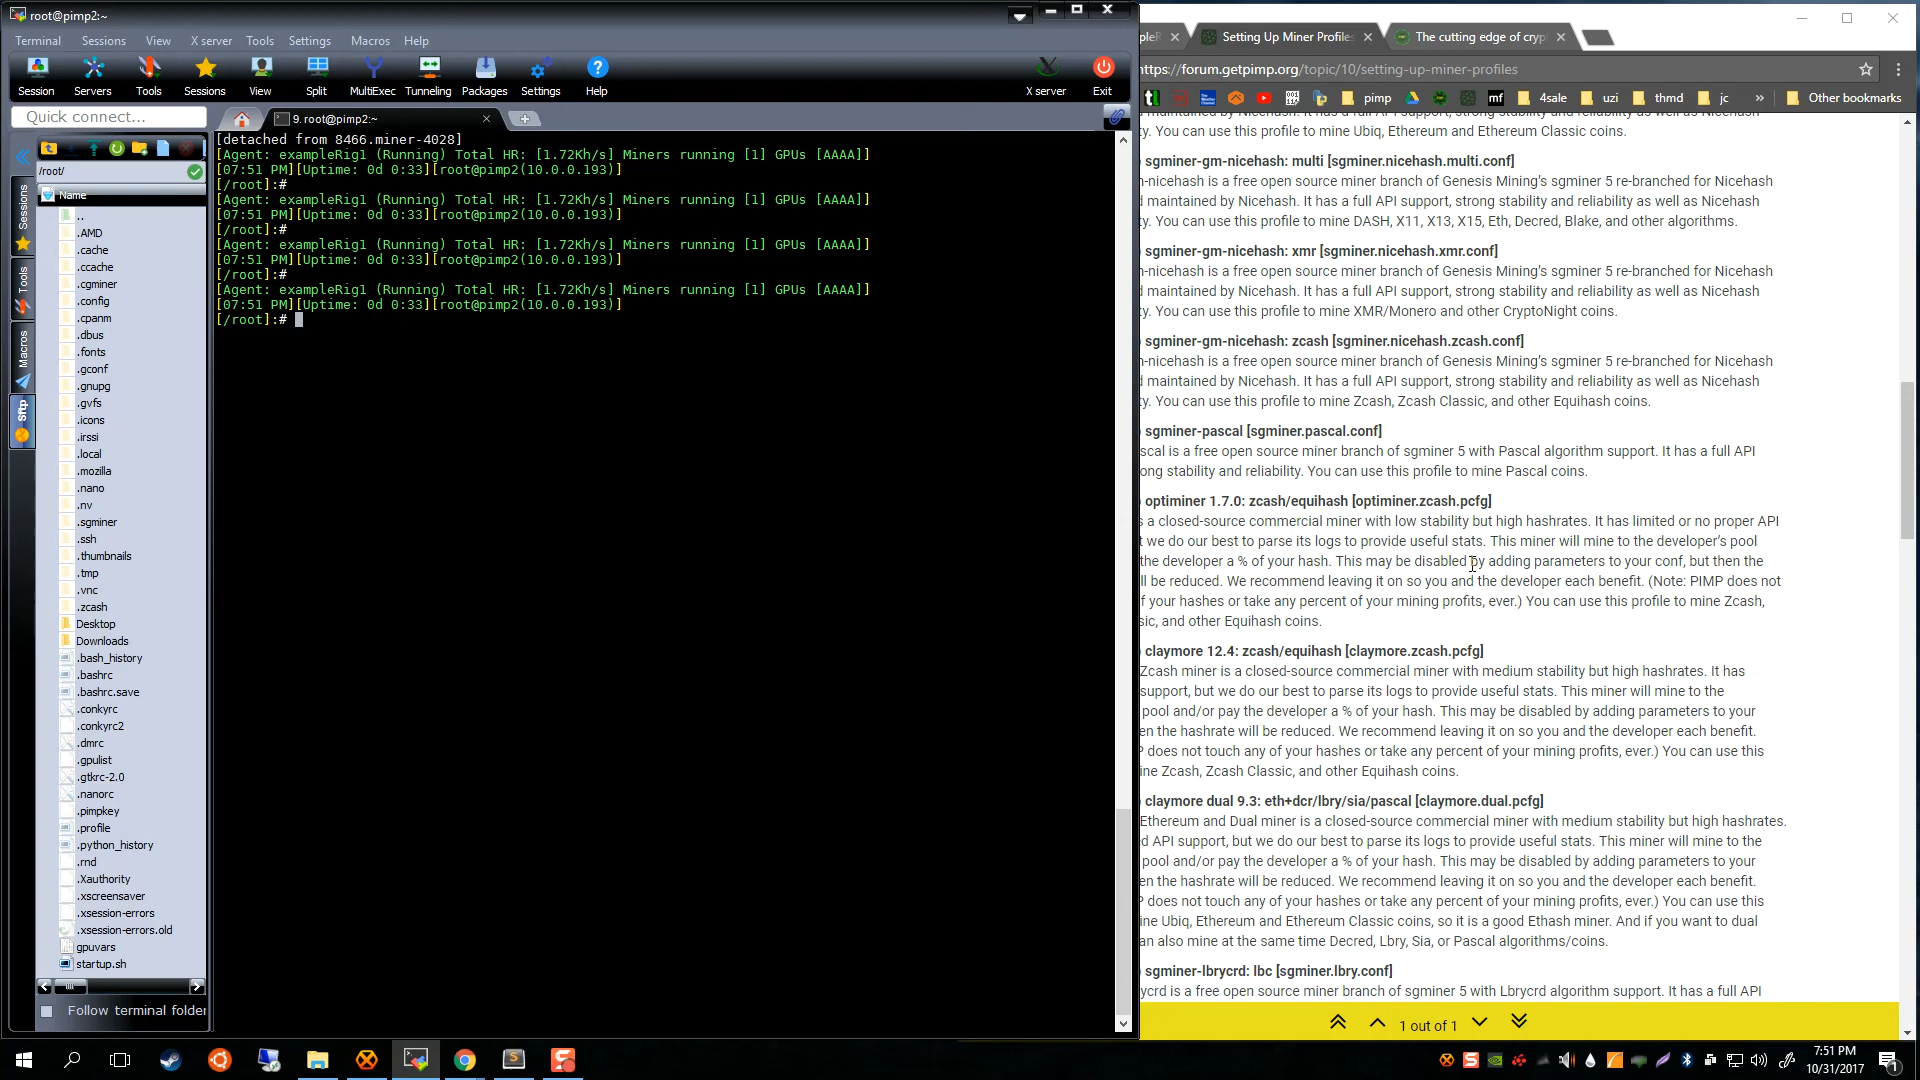 root@pimp2:~
Terminal Sessions View X server Tools Settings Macros Help
Session Servers Tools Sessions View Split MultiExec Tunneling Packages Settings Help X server Exit
Quick connect...
9. root@pimp2:~
/root/
Name
..
.AMD
.cache
.ccache
.cgminer
.config
.cpanm
.dbus
.fonts
.gconf
.gnupg
.gvfs
.icons
.irssi
.local
.mozilla
.nano
.nv
.sgminer
.ssh
.thumbnails
.tmp
.vnc
.zcash
Desktop
Downloads
.bash_history
.bashrc
.bashrc.save
.conkyrc
.conkyrc2
.dmrc
.gpulist
.gtkrc-2.0
.nanorc
.pimpkey
.profile
.python_history
.rnd
.Xauthority
.xscreensaver
.xsession-errors
.xsession-errors.old
gpuvars
startup.sh
Follow terminal folder
Sessions
Tools
Macros
Sftp
[detached from 8466.miner-4028]
[Agent: exampleRig1 (Running) Total HR: [1.72Kh/s] Miners running [1] GPUs [AAAA]]
[07:51 PM][Uptime: 0d 0:33][root@pimp2(10.0.0.193)]
[/root]:#
[Agent: exampleRig1 (Running) Total HR: [1.72Kh/s] Miners running [1] GPUs [AAAA]]
[07:51 PM][Uptime: 0d 0:33][root@pimp2(10.0.0.193)]
[/root]:#
[Agent: exampleRig1 (Running) Total HR: [1.72Kh/s] Miners running [1] GPUs [AAAA]]
[07:51 PM][Uptime: 0d 0:33][root@pimp2(10.0.0.193)]
[/root]:#
[Agent: exampleRig1 (Running) Total HR: [1.72Kh/s] Miners running [1] GPUs [AAAA]]
[07:51 PM][Uptime: 0d 0:33][root@pimp2(10.0.0.193)]
[/root]:#
pleR Setting Up Miner Profiles The cutting edge of cryp
https://forum.getpimp.org/topic/10/setting-up-miner-profiles
pimp mf 4sale uzi thmd jc » Other bookmarks
ty. You can use this profile to mine Ubiq, Ethereum and Ethereum Classic coins.
) sgminer-gm-nicehash: multi [sgminer.nicehash.multi.conf]
n-nicehash is a free open source miner branch of Genesis Mining's sgminer 5 re-branched for Nicehash
d maintained by Nicehash. It has a full API support, strong stability and reliability as well as Nicehash
ty. You can use this profile to mine DASH, X11, X13, X15, Eth, Decred, Blake, and other algorithms.
) sgminer-gm-nicehash: xmr [sgminer.nicehash.xmr.conf]
n-nicehash is a free open source miner branch of Genesis Mining's sgminer 5 re-branched for Nicehash
d maintained by Nicehash. It has a full API support, strong stability and reliability as well as Nicehash
ty. You can use this profile to mine XMR/Monero and other CryptoNight coins.
) sgminer-gm-nicehash: zcash [sgminer.nicehash.zcash.conf]
n-nicehash is a free open source miner branch of Genesis Mining's sgminer 5 re-branched for Nicehash
d maintained by Nicehash. It has a full API support, strong stability and reliability as well as Nicehash
ty. You can use this profile to mine Zcash, Zcash Classic, and other Equihash coins.
) sgminer-pascal [sgminer.pascal.conf]
scal is a free open source miner branch of sgminer 5 with Pascal algorithm support. It has a full API
ong stability and reliability. You can use this profile to mine Pascal coins.
) optiminer 1.7.0: zcash/equihash [optiminer.zcash.pcfg]
s a closed-source commercial miner with low stability but high hashrates. It has limited or no proper API
t we do our best to parse its logs to provide useful stats. This miner will mine to the developer's pool
the developer a % of your hash. This may be disabled by adding parameters to your conf, but then the
ll be reduced. We recommend leaving it on so you and the developer each benefit. (Note: PIMP does not
f your hashes or take any percent of your mining profits, ever.) You can use this profile to mine Zcash,
sic, and other Equihash coins.
) claymore 12.4: zcash/equihash [claymore.zcash.pcfg]
Zcash miner is a closed-source commercial miner with medium stability but high hashrates. It has
support, but we do our best to parse its logs to provide useful stats. This miner will mine to the
pool and/or pay the developer a % of your hash. This may be disabled by adding parameters to your
en the hashrate will be reduced. We recommend leaving it on so you and the developer each benefit.
P does not touch any of your hashes or take any percent of your mining profits, ever.) You can use this
ine Zcash, Zcash Classic, and other Equihash coins.
) claymore dual 9.3: eth+dcr/lbry/sia/pascal [claymore.dual.pcfg]
Ethereum and Dual miner is a closed-source commercial miner with medium stability but high hashrates.
d API support, but we do our best to parse its logs to provide useful stats. This miner will mine to the
pool and/or pay the developer a % of your hash. This may be disabled by adding parameters to your
en the hashrate will be reduced. We recommend leaving it on so you and the developer each benefit.
P does not touch any of your hashes or take any percent of your mining profits, ever.) You can use this
ine Ubiq, Ethereum and Ethereum Classic coins, so it is a good Ethash miner. And if you want to dual
an also mine at the same time Decred, Lbry, Sia, or Pascal algorithms/coins.
) sgminer-lbrycrd: lbc [sgminer.lbry.conf]
ycrd is a free open source miner branch of sgminer 5 with Lbrycrd algorithm support. It has a full API
1 out of 1
7:51 PM
10/31/2017
1